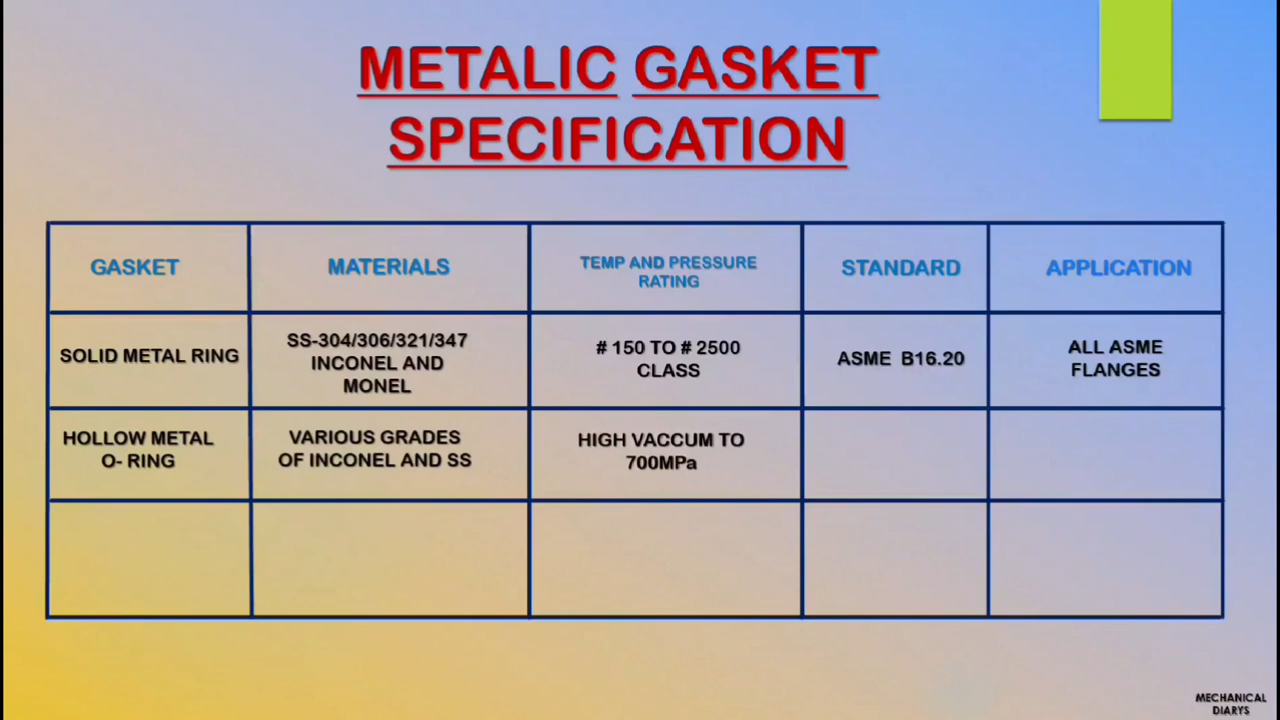 METALIC GASKET
SPECIFICATION
GASKET
MATERIALS
TEMP AND PRESSURE
RATING
STANDARD
APPLICATION
SOLID METAL RING
SS-304/306/321/347
INCONEL AND
MONEL
# 150 TO # 2500
CLASS
ASME B16.20
ALL ASME
FLANGES
HOLLOW METAL
O- RING
VARIOUS GRADES
OF INCONEL AND SS
HIGH VACCUM TO
700MPa
MECHANICAL
DIARYS